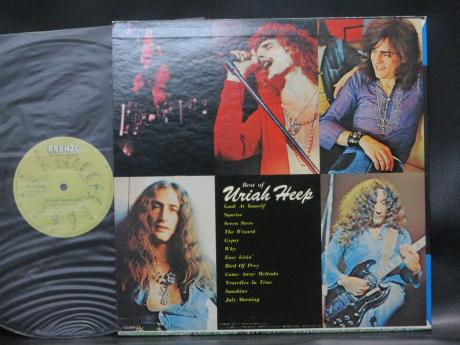 BRONZE
Best of
Uriah Heep
Look At Yourself
Sunrise
Seven Stars
The Wizard
Gypsy
Why
Easy Livin'
Bird Of Prey
Come Away Melinda
Traveller In Time
Sunshine
July Morning